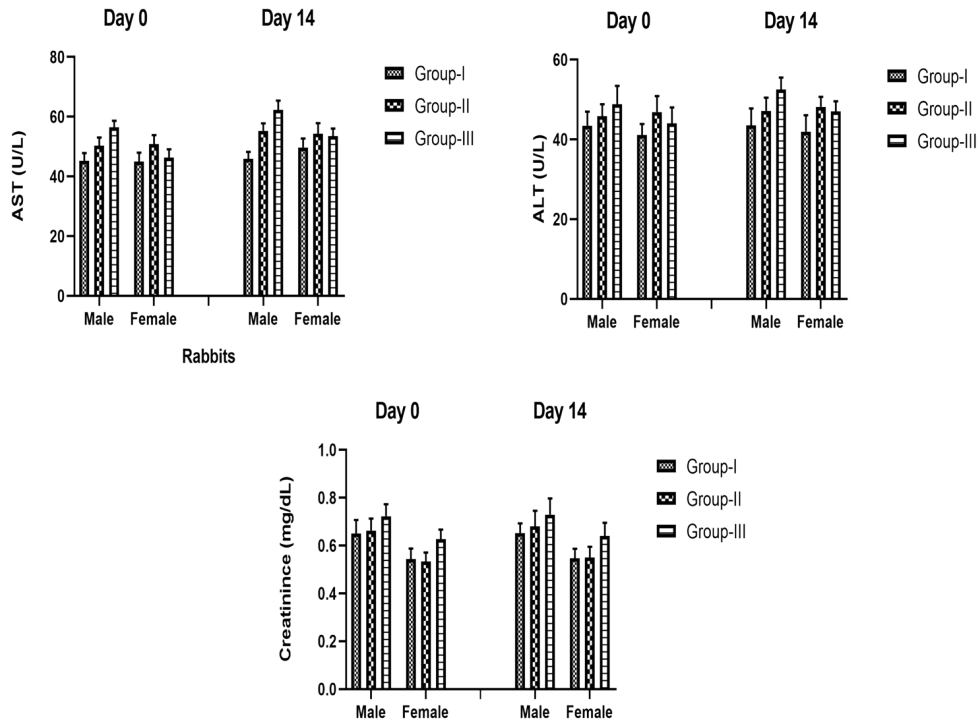 Day 0
Day 14
80
60
40
20
0
AST (U/L)
Male
Female
Male
Female
Rabbits
Group-I
Group-II
Group-III
Day 0
Day 14
60
40
20
0
ALT (U/L)
Male
Female
Male
Female
Group-I
Group-II
Group-III
Day 0
Day 14
1.0
0.8
0.6
0.4
0.2
0.0
Creatinince (mg/dL)
Male
Female
Male
Female
Group-I
Group-II
Group-III